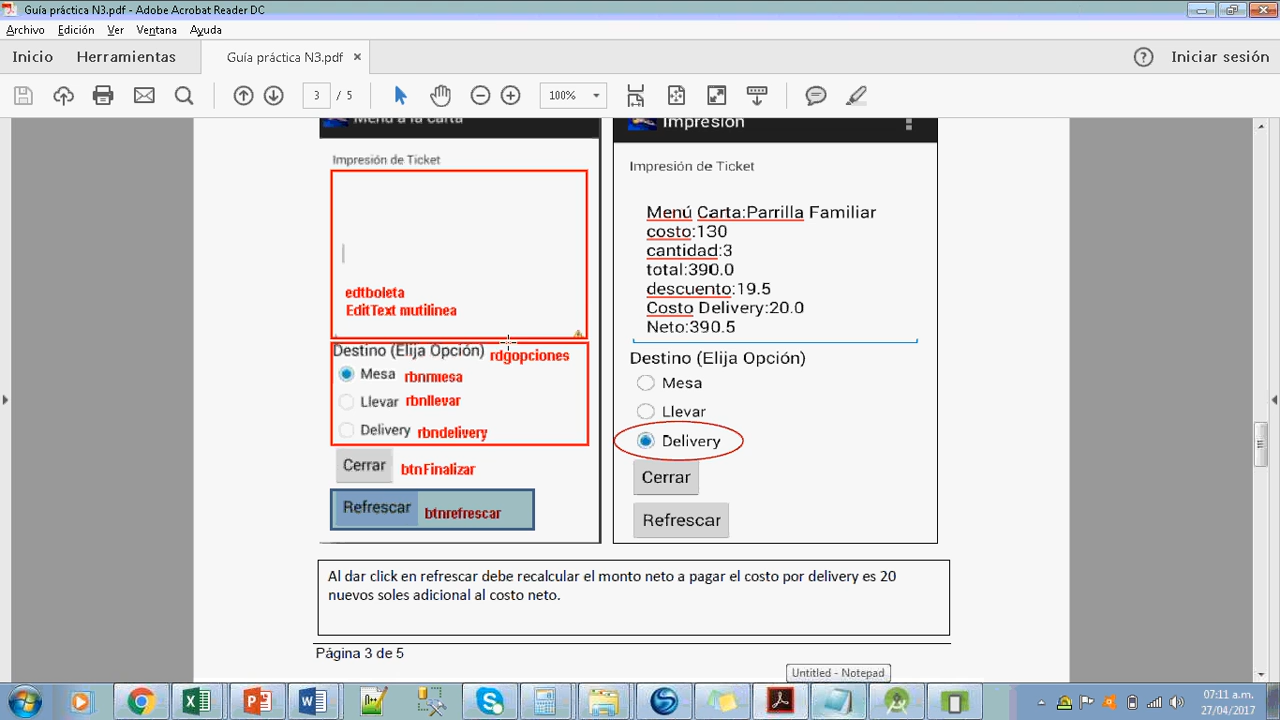 Guía práctica N3.pdf - Adobe Acrobat Reader DC
Archivo Edición Ver Ventana Ayuda
Inicio Herramientas Guía práctica N3.pdf × ? Iniciar sesión
3 / 5 100%
Menú a la carta
Impresión de Ticket
edtboleta
EditText mutilinea
Destino (Elija Opción) rdgopciones
Mesa rbnmesa
Llevar rbnllevar
Delivery rbndelivery
Cerrar btnFinalizar
Refrescar btnrefrescar
Impresión
Impresión de Ticket
Menú Carta:Parrilla Familiar
costo:130
cantidad:3
total:390.0
descuento:19.5
Costo Delivery:20.0
Neto:390.5
Destino (Elija Opción)
Mesa
Llevar
Delivery
Cerrar
Refrescar
Al dar click en refrescar debe recalcular el monto neto a pagar el costo por delivery es 20
nuevos soles adicional al costo neto.
Página 3 de 5
Untitled - Notepad
07:11 a.m.
27/04/2017